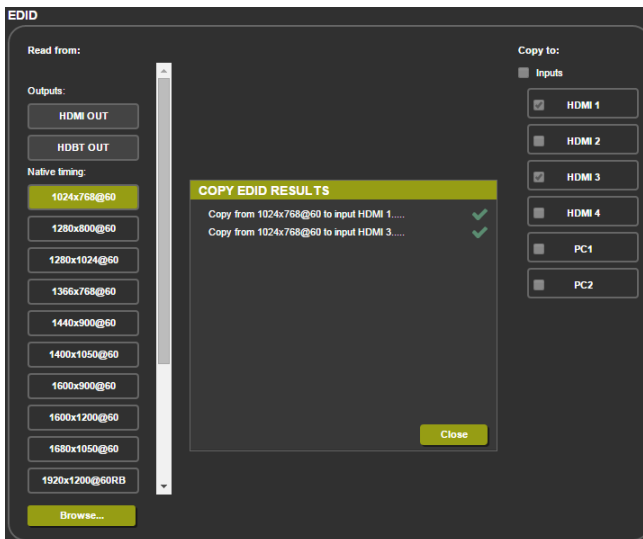 EDID
Read from:
Outputs:
HDMI OUT
HDBT OUT
Native timing:
1024x768@60
1280x800@60
1280x1024@60
1366x768@60
1440x900@60
1400x1050@60
1600x900@60
1600x1200@60
1680x1050@60
1920x1200@60RB
Browse...
COPY EDID RESULTS
Copy from 1024x768@60 to input HDMI 1.....
Copy from 1024x768@60 to input HDMI 3.....
Close
Copy to:
Inputs
HDMI 1
HDMI 2
HDMI 3
HDMI 4
PC1
PC2